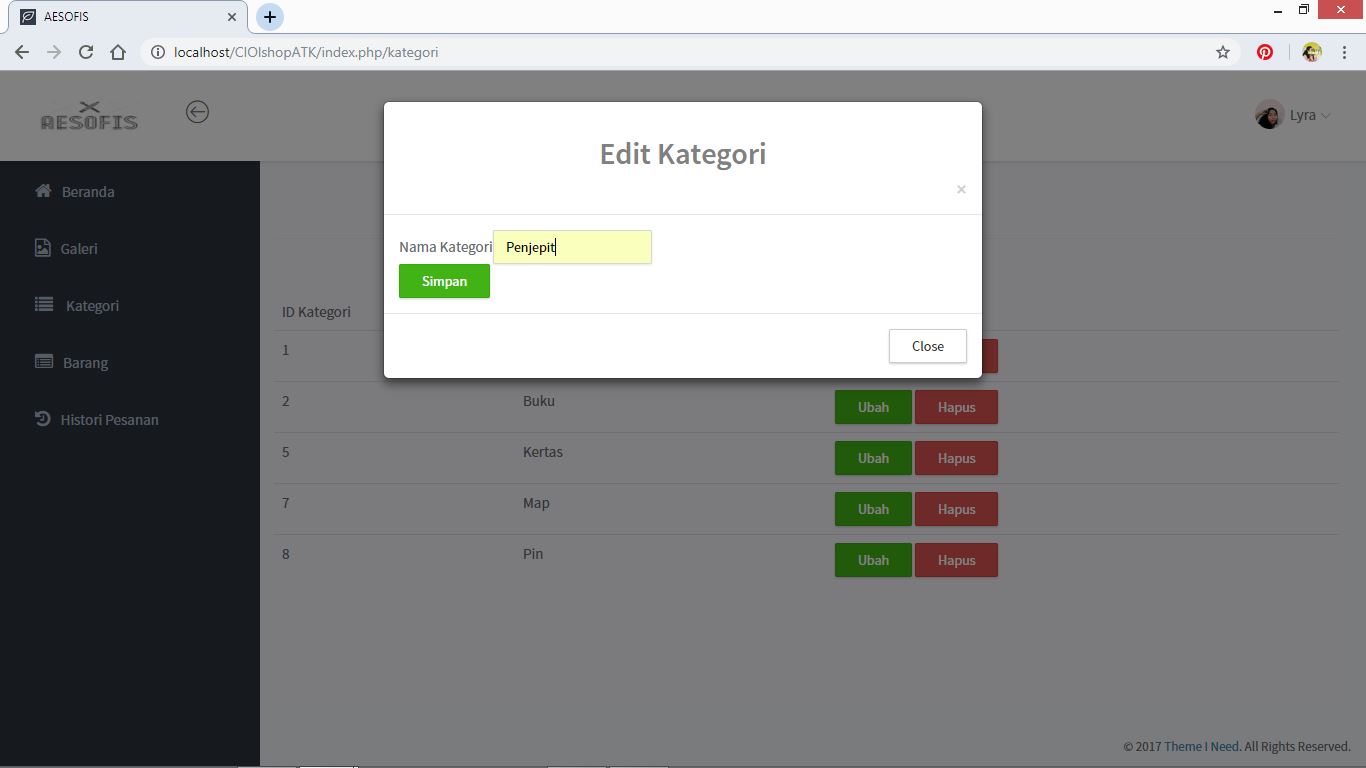 AESOFIS
localhost/CIOlshopATK/index.php/kategori
AESOFIS
Lyra
Beranda
Galeri
Kategori
Barang
Histori Pesanan
Edit Kategori
×
Nama Kategori Penjepit
Simpan
Close
ID Kategori
1
2 Buku Ubah Hapus
5 Kertas Ubah Hapus
7 Map Ubah Hapus
8 Pin Ubah Hapus
© 2017 Theme I Need. All Rights Reserved.